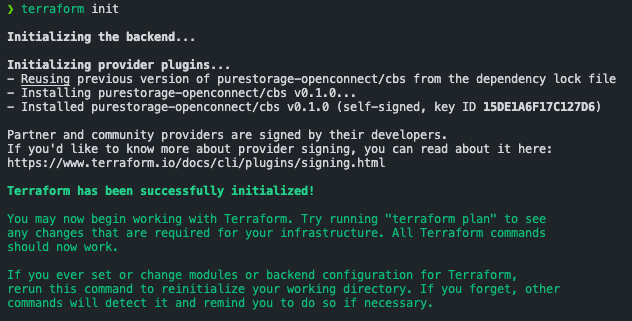 ❯ terraform init
Initializing the backend...
Initializing provider plugins...
- Reusing previous version of purestorage-openconnect/cbs from the dependency lock file
- Installing purestorage-openconnect/cbs v0.1.0...
- Installed purestorage-openconnect/cbs v0.1.0 (self-signed, key ID 15DE1A6F17C127D6)
Partner and community providers are signed by their developers.
If you'd like to know more about provider signing, you can read about it here:
https://www.terraform.io/docs/cli/plugins/signing.html
Terraform has been successfully initialized!
You may now begin working with Terraform. Try running "terraform plan" to see
any changes that are required for your infrastructure. All Terraform commands
should now work.
If you ever set or change modules or backend configuration for Terraform,
rerun this command to reinitialize your working directory. If you forget, other
commands will detect it and remind you to do so if necessary.